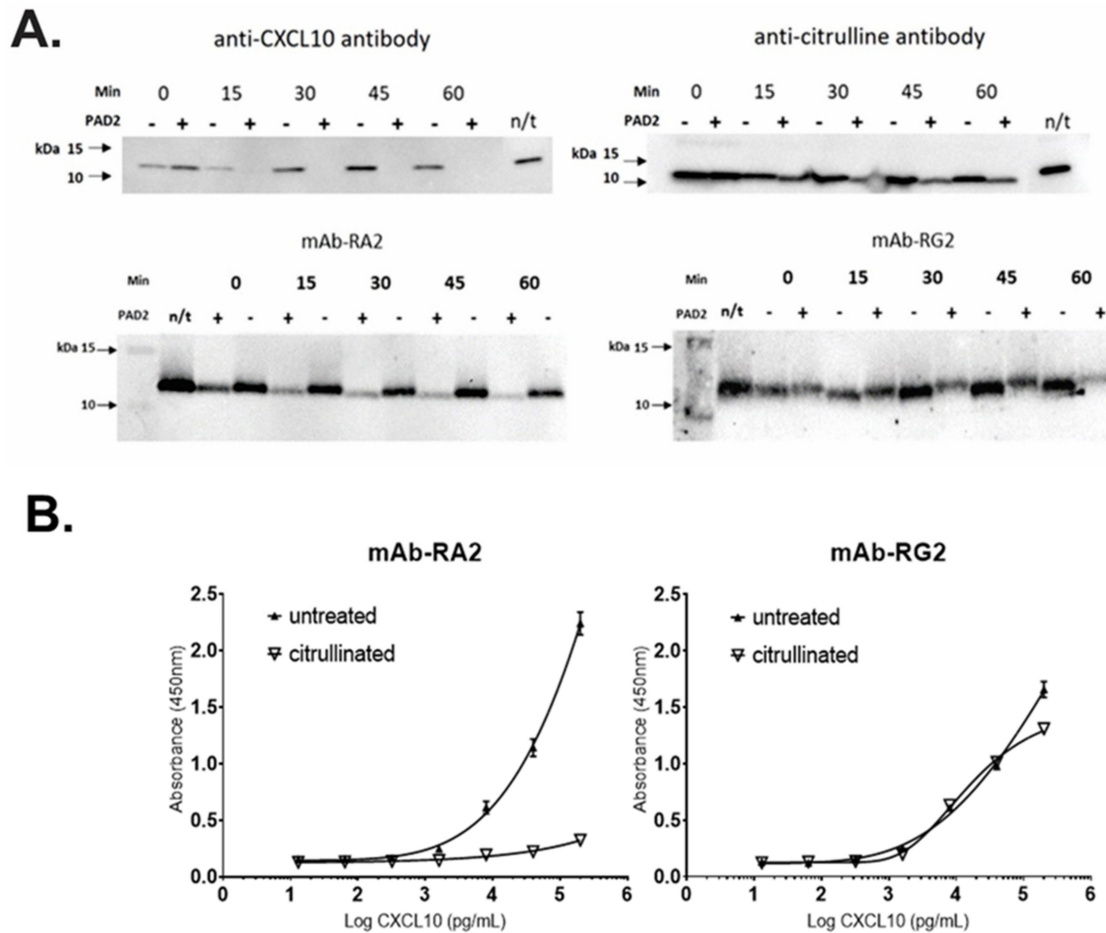 A.
anti-CXCL10 antibody
Min 0 15 30 45 60
PAD2 - + - + - + - + - + n/t
kDa 15
10
anti-citrulline antibody
Min 0 15 30 45 60
PAD2 - + - + - + - + - + n/t
kDa 15
10
mAb-RA2
Min 0 15 30 45 60
PAD2 n/t + - + - + - + - + -
kDa 15
10
mAb-RG2
Min 0 15 30 45 60
PAD2 n/t - + - + - + - + - +
kDa 15
10
B.
mAb-RA2
2.5
2.0
1.5
1.0
0.5
0.0
Absorbance (450nm)
untreated
citrullinated
0 1 2 3 4 5 6
Log CXCL10 (pg/mL)
mAb-RG2
2.5
2.0
1.5
1.0
0.5
0.0
Absorbance (450nm)
untreated
citrullinated
0 1 2 3 4 5 6
Log CXCL10 (pg/mL)